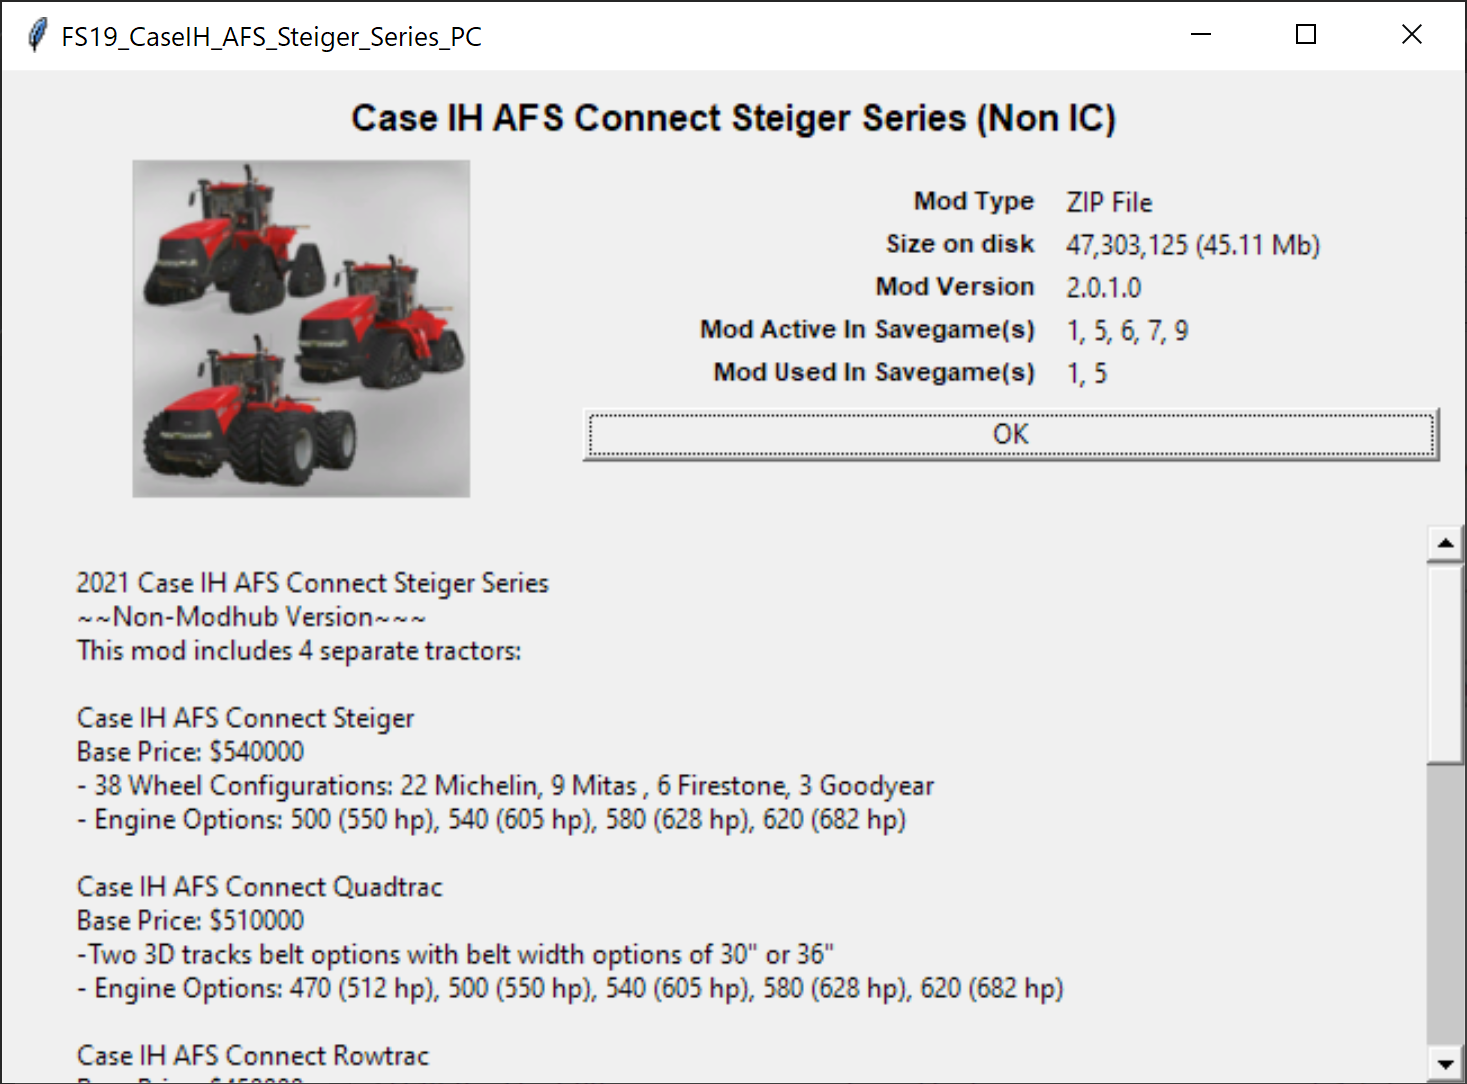 FS19_CaseIH_AFS_Steiger_Series_PC
Case IH AFS Connect Steiger Series (Non IC)
Mod Type ZIP File
Size on disk 47,303,125 (45.11 Mb)
Mod Version 2.0.1.0
Mod Active In Savegame(s) 1, 5, 6, 7, 9
Mod Used In Savegame(s) 1, 5
OK
2021 Case IH AFS Connect Steiger Series
~~Non-Modhub Version~~~
This mod includes 4 separate tractors:
Case IH AFS Connect Steiger
Base Price: $540000
- 38 Wheel Configurations: 22 Michelin, 9 Mitas , 6 Firestone, 3 Goodyear
- Engine Options: 500 (550 hp), 540 (605 hp), 580 (628 hp), 620 (682 hp)
Case IH AFS Connect Quadtrac
Base Price: $510000
-Two 3D tracks belt options with belt width options of 30" or 36"
- Engine Options: 470 (512 hp), 500 (550 hp), 540 (605 hp), 580 (628 hp), 620 (682 hp)
Case IH AFS Connect Rowtrac
Base Price: